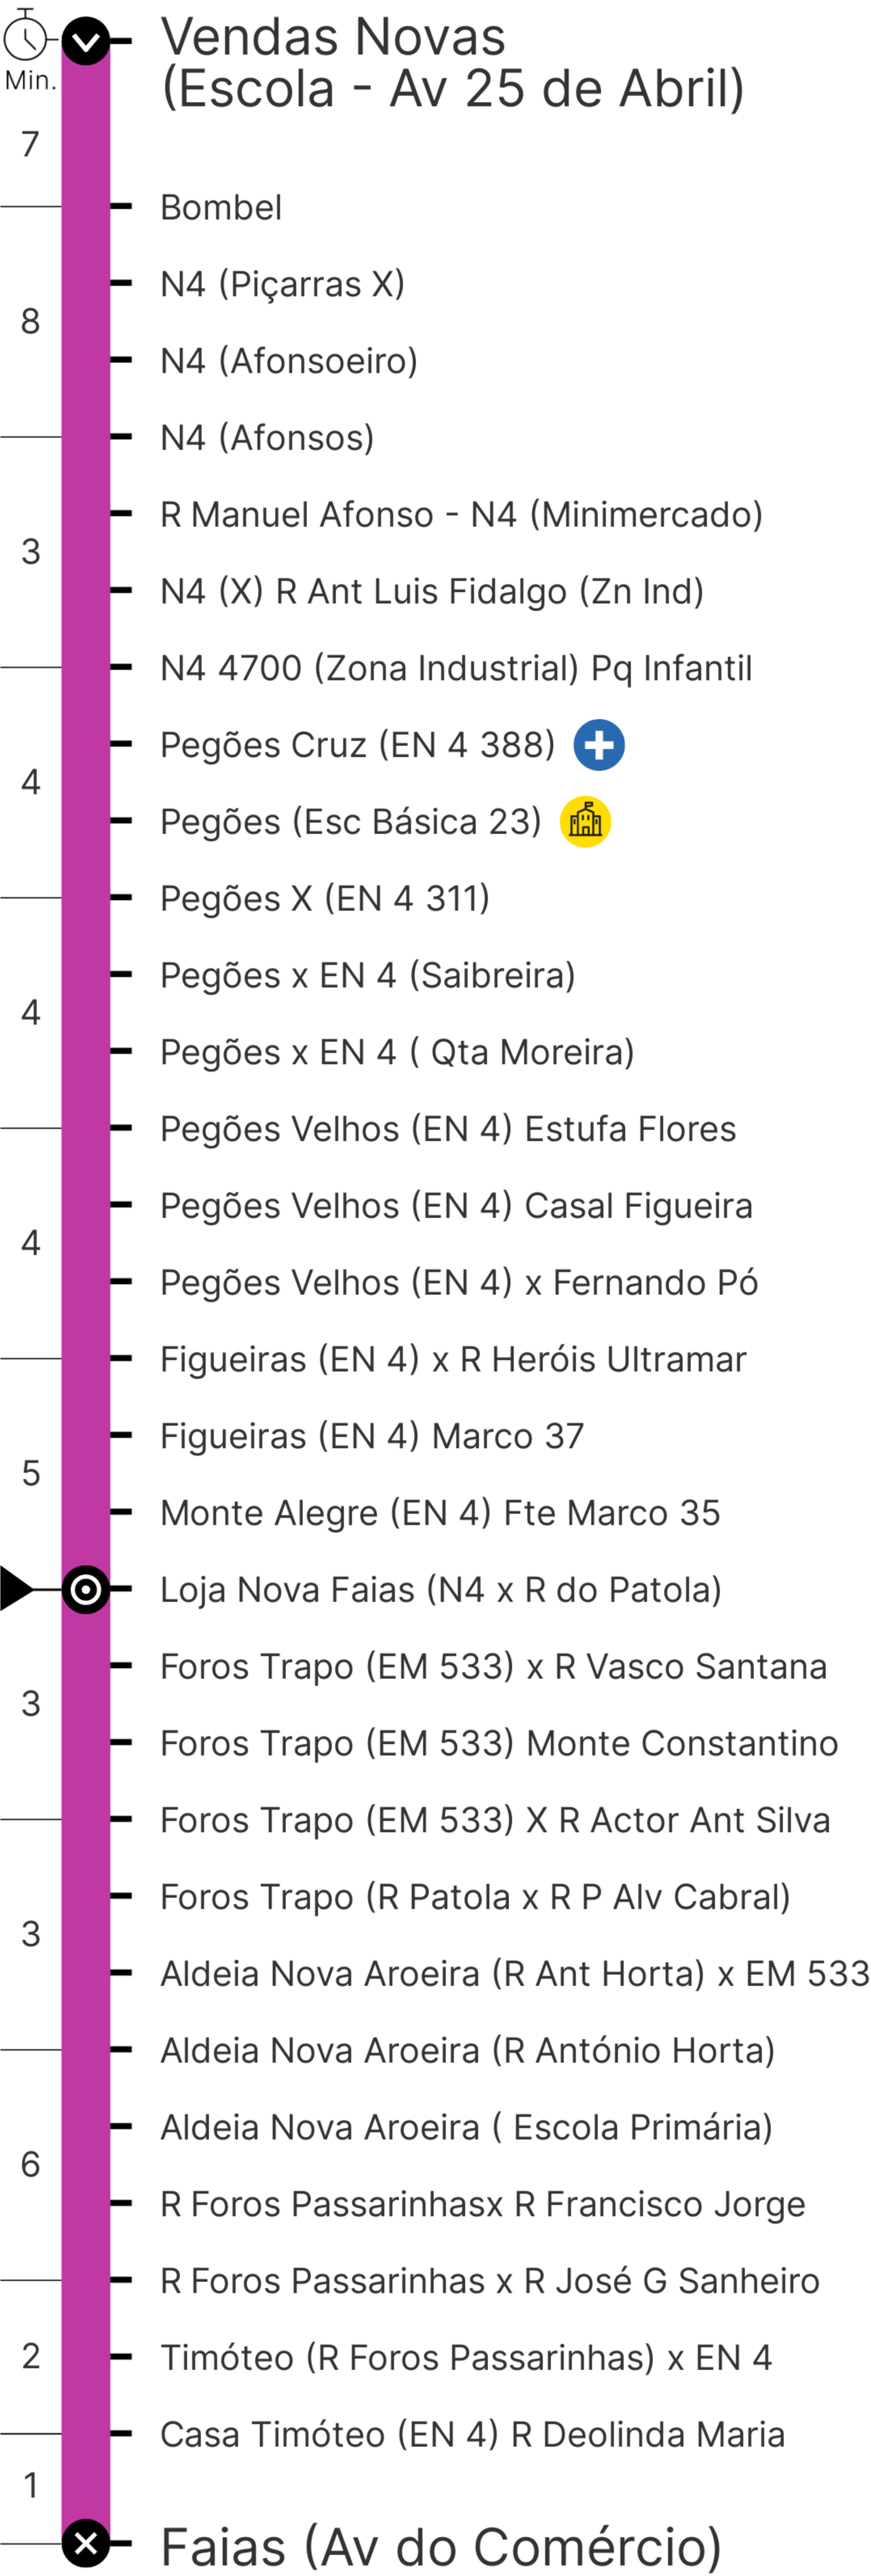 Vendas Novas
(Escola - Av 25 de Abril)
Min.
7
Bombel
N4 (Piçarras X)
8
N4 (Afonsoeiro)
N4 (Afonsos)
R Manuel Afonso - N4 (Minimercado)
3
N4 (X) R Ant Luis Fidalgo (Zn Ind)
N4 4700 (Zona Industrial) Pq Infantil
Pegões Cruz (EN 4 388)
4
Pegões (Esc Básica 23)
Pegões X (EN 4 311)
Pegões x EN 4 (Saibreira)
4
Pegões x EN 4 ( Qta Moreira)
Pegões Velhos (EN 4) Estufa Flores
Pegões Velhos (EN 4) Casal Figueira
4
Pegões Velhos (EN 4) x Fernando Pó
Figueiras (EN 4) x R Heróis Ultramar
Figueiras (EN 4) Marco 37
5
Monte Alegre (EN 4) Fte Marco 35
Loja Nova Faias (N4 x R do Patola)
Foros Trapo (EM 533) x R Vasco Santana
3
Foros Trapo (EM 533) Monte Constantino
Foros Trapo (EM 533) X R Actor Ant Silva
Foros Trapo (R Patola x R P Alv Cabral)
3
Aldeia Nova Aroeira (R Ant Horta) x EM 533
Aldeia Nova Aroeira (R António Horta)
Aldeia Nova Aroeira ( Escola Primária)
6
R Foros Passarinhasx R Francisco Jorge
R Foros Passarinhas x R José G Sanheiro
2
Timóteo (R Foros Passarinhas) x EN 4
Casa Timóteo (EN 4) R Deolinda Maria
1
Faias (Av do Comércio)